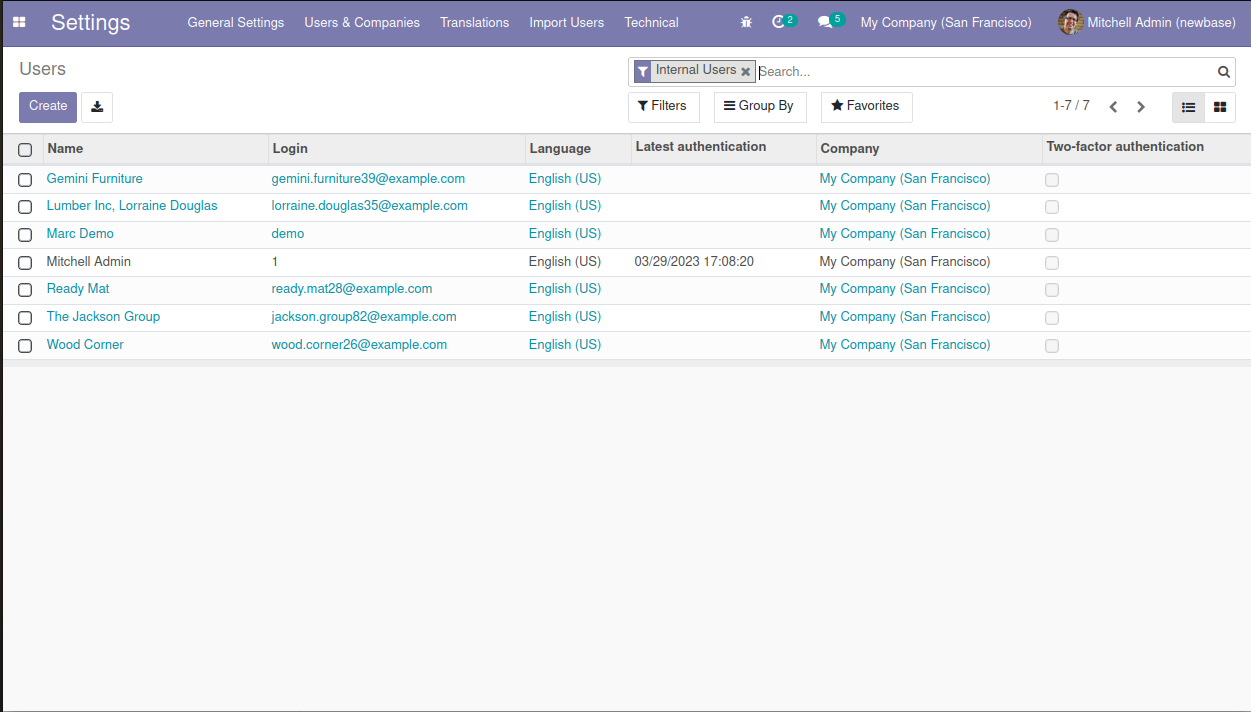 Settings General Settings Users & Companies Translations Import Users Technical 2 5 My Company (San Francisco) Mitchell Admin (newbase)
Users Internal Users Search...
Create Filters Group By Favorites 1-7 / 7
Name Login Language Latest authentication Company Two-factor authentication
Gemini Furniture gemini.furniture39@example.com English (US) My Company (San Francisco)
Lumber Inc, Lorraine Douglas lorraine.douglas35@example.com English (US) My Company (San Francisco)
Marc Demo demo English (US) My Company (San Francisco)
Mitchell Admin 1 English (US) 03/29/2023 17:08:20 My Company (San Francisco)
Ready Mat ready.mat28@example.com English (US) My Company (San Francisco)
The Jackson Group jackson.group82@example.com English (US) My Company (San Francisco)
Wood Corner wood.corner26@example.com English (US) My Company (San Francisco)